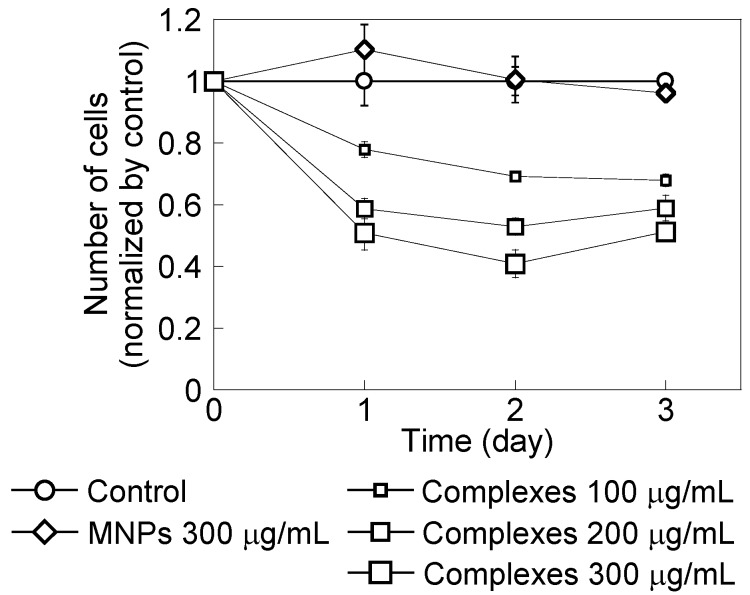 1.2
1
0.8
0.6
0.4
0.2
0
Number of cells
(normalized by control)
0 1 2 3
Time (day)
Control
MNPs 300 μg/mL
Complexes 100 μg/mL
Complexes 200 μg/mL
Complexes 300 μg/mL